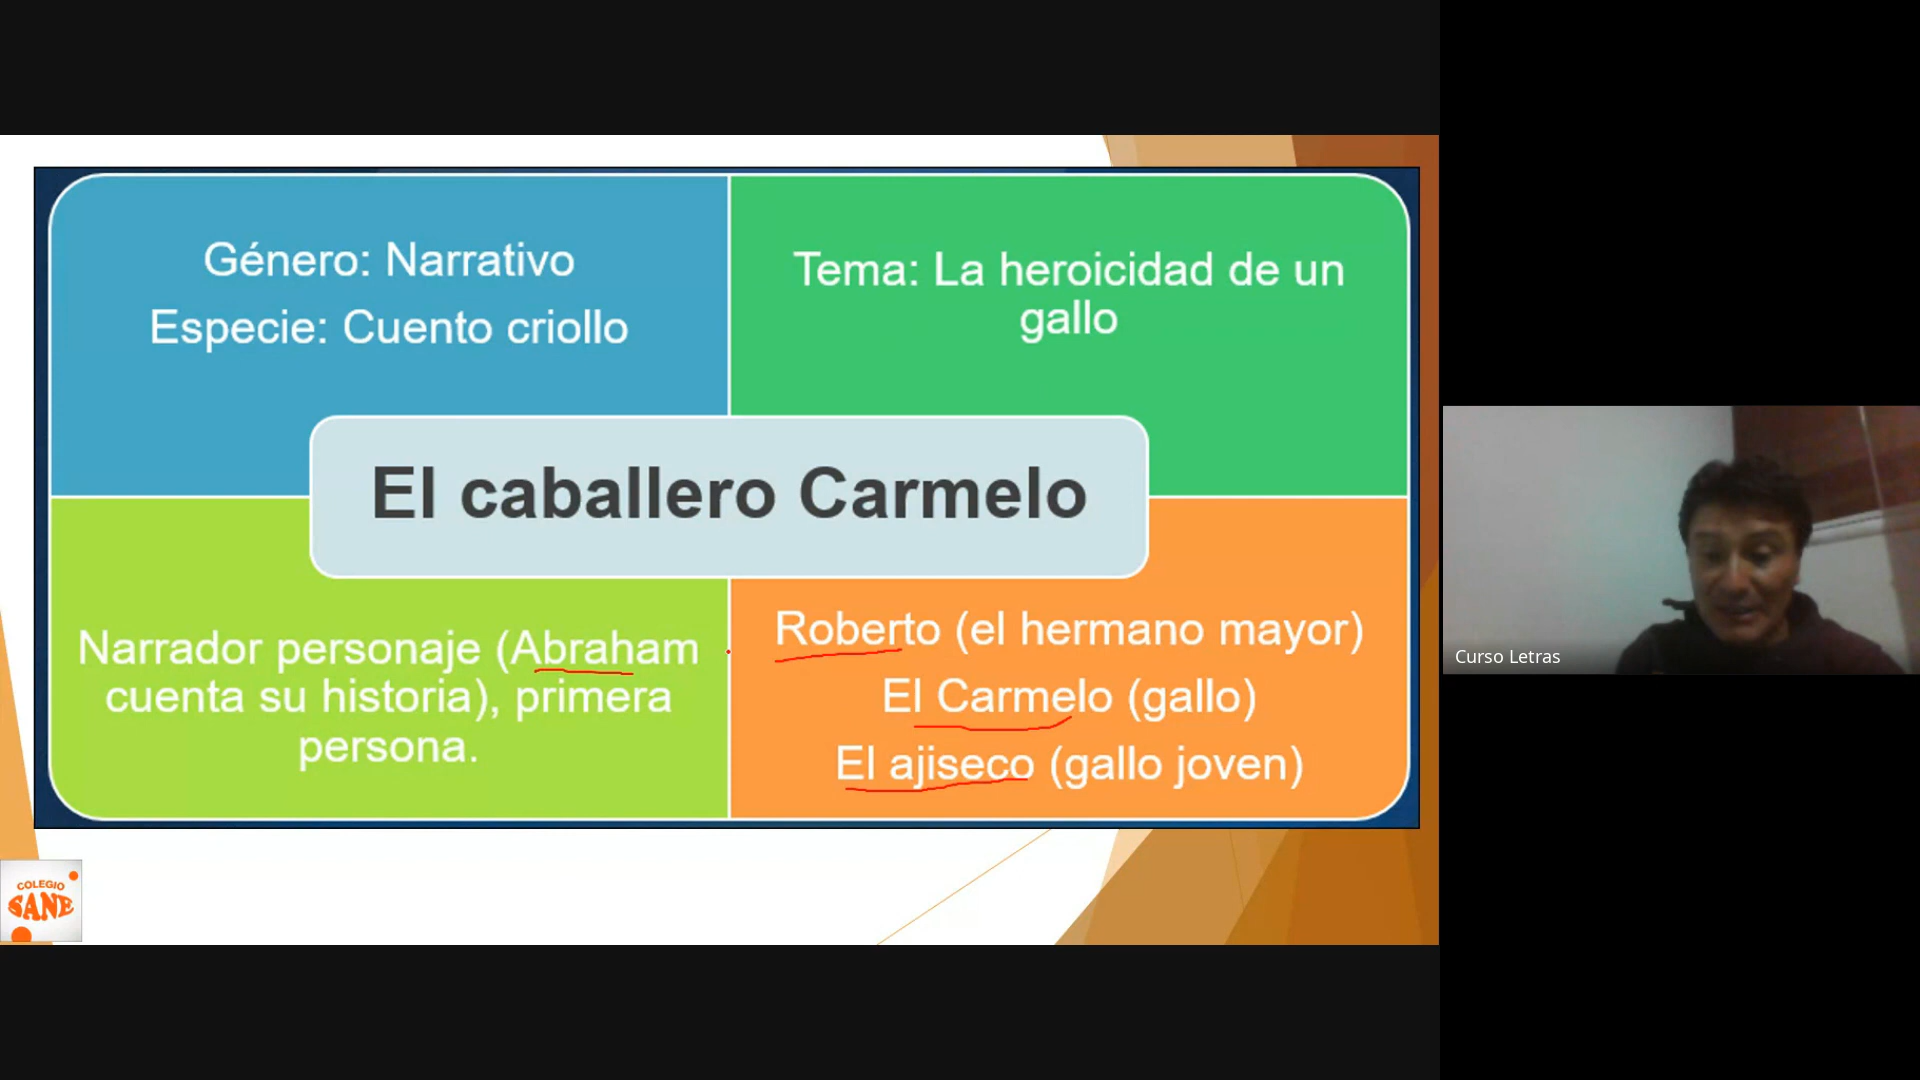 Género: Narrativo
Especie: Cuento criollo
Tema: La heroicidad de un
gallo
El caballero Carmelo
Narrador personaje (Abraham
cuenta su historia), primera
persona.
Roberto (el hermano mayor)
El Carmelo (gallo)
El ajiseco (gallo joven)
COLEGIO
SANE
Curso Letras